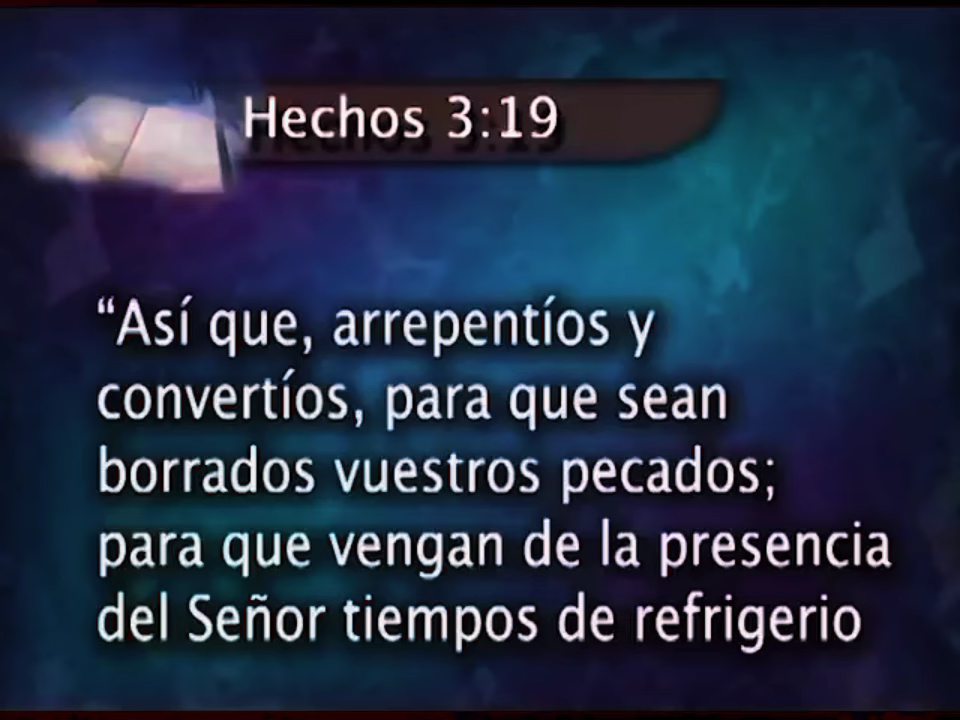 Hechos 3:19
“Así que, arrepentíos y
convertíos, para que sean
borrados vuestros pecados;
para que vengan de la presencia
del Señor tiempos de refrigerio